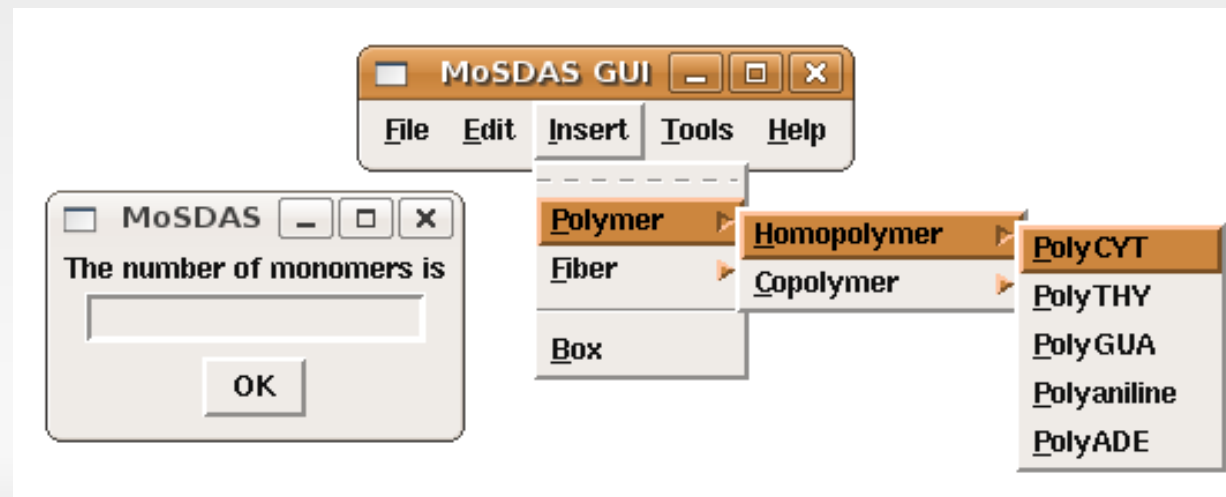 MoSDAS GUI
File Edit Insert Tools Help
MoSDAS
The number of monomers is
OK
Polymer
Fiber
Box
Homopolymer
Copolymer
PolyCYT
PolyTHY
PolyGUA
Polyaniline
PolyADE